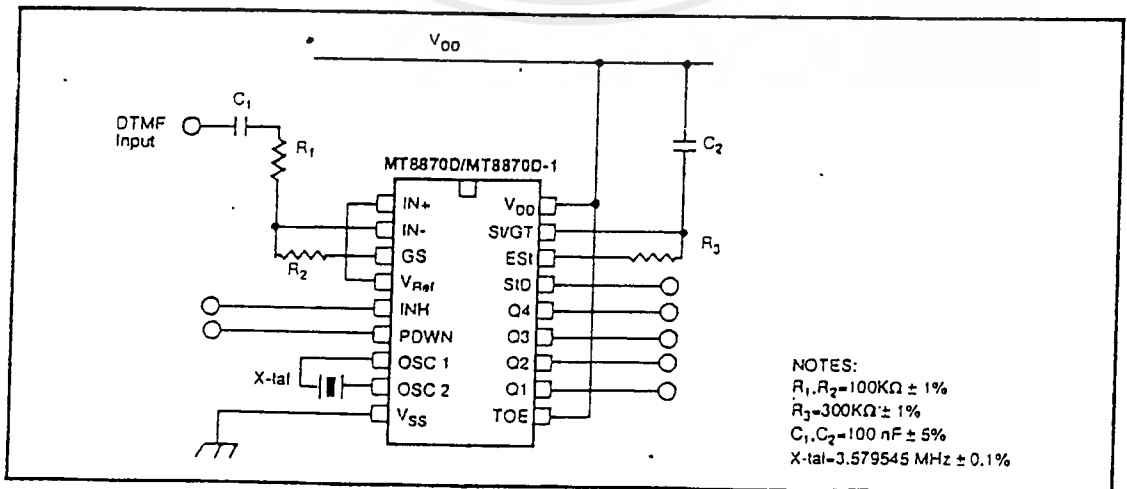 V_DD
C₁
DTMF
Input
R₁
C₂
MT8870D/MT8870D-1
IN+
V_DD
IN-
St/GT
R₃
GS
ESt
R₂
V_Ref
StD
INH
Q4
PDWN
Q3
OSC 1
Q2
X-tal
OSC 2
Q1
V_SS
TOE
NOTES:
R₁,R₂=100KΩ ± 1%
R₃=300KΩ ± 1%
C₁,C₂=100 nF ± 5%
X-tal=3.579545 MHz ± 0.1%